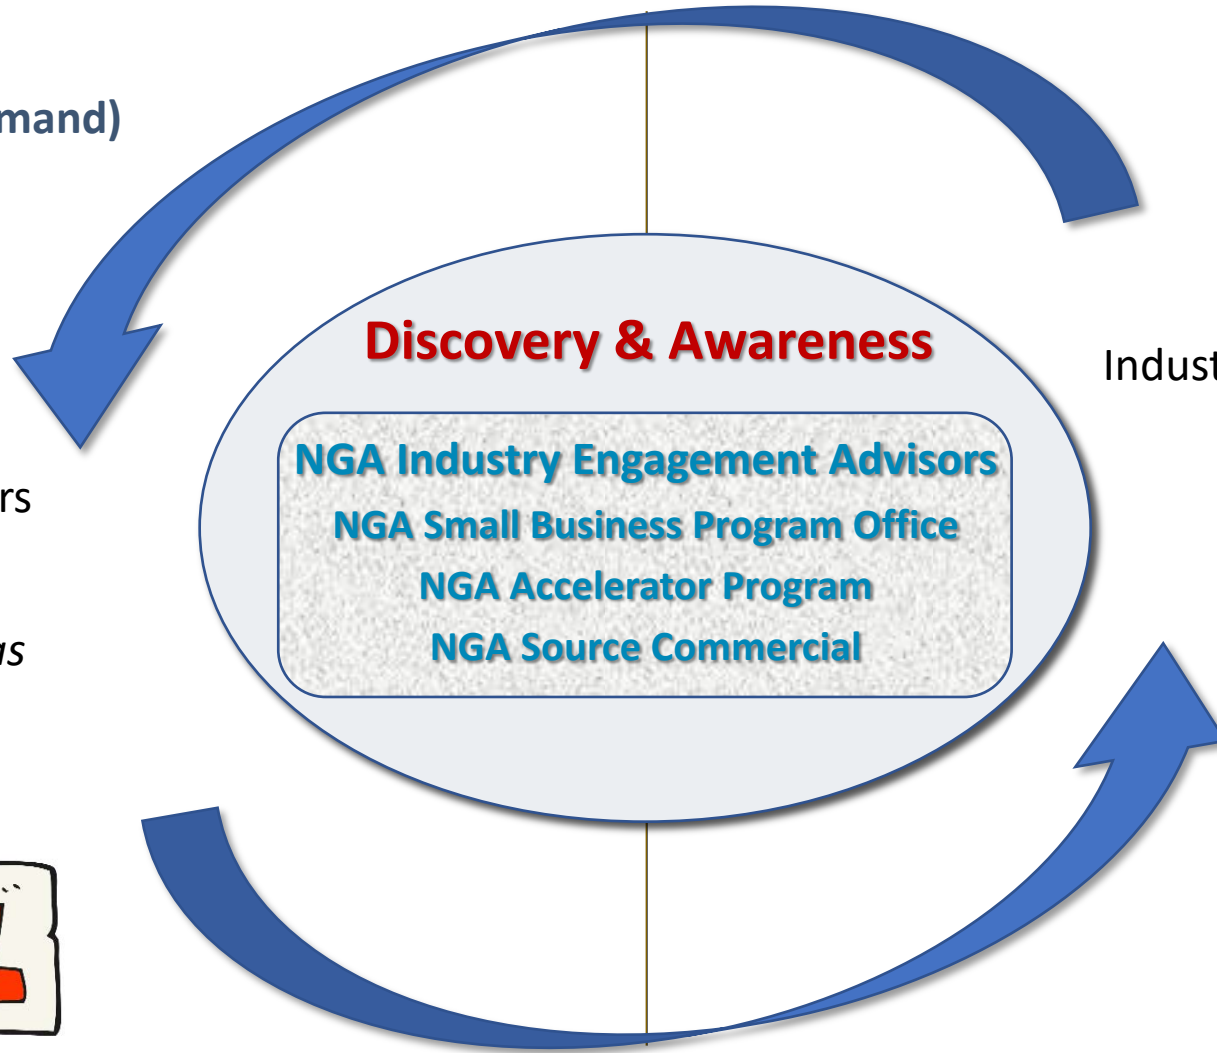 mand)
Discovery & Awareness
Indust
NGA Industry Engagement Advisors
rs
NGA Small Business Program Office
NGA Accelerator Program
NGA Source Commercial
as